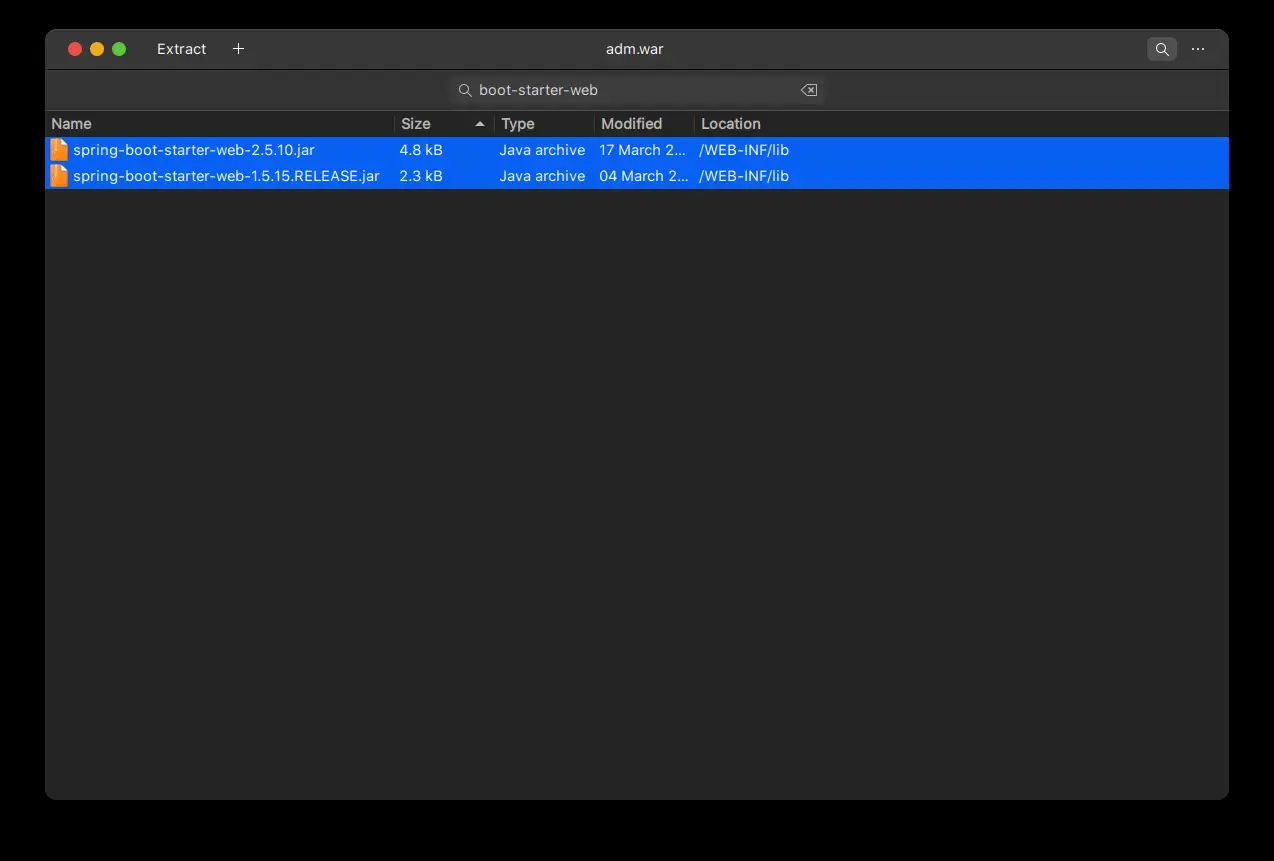 Extract + adm.war ...
boot-starter-web
Name Size Type Modified Location
spring-boot-starter-web-2.5.10.jar 4.8 kB Java archive 17 March 2... /WEB-INF/lib
spring-boot-starter-web-1.5.15.RELEASE.jar 2.3 kB Java archive 04 March 2... /WEB-INF/lib